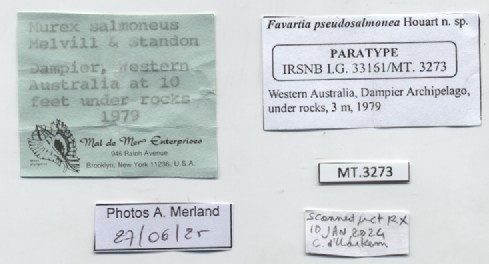 Murex salmoneus
Melvill & Standon
Dampier, Western
Australia at 10
feet under rocks
1979
Mal de Mer Enterprises
946 Ralph Avenue
Brooklyn, New York 11236, U.S.A.
Favartia pseudosalmonea Houart n. sp.
PARATYPE
IRSNB I.G. 33161/MT. 3273
Western Australia, Dampier Archipelago,
under rocks, 3 m, 1979
MT.3273
Photos A. Merland
27/06/25
Scanned
RX
10 JAN 2024